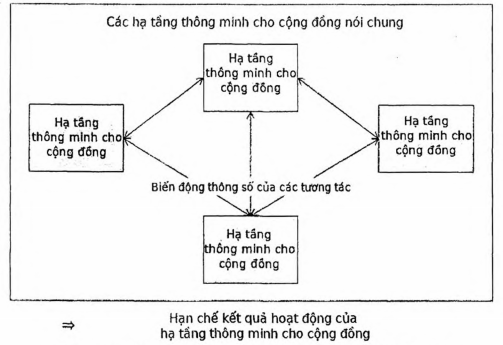 Các hạ tầng thông minh cho cộng đồng nói chung
Hạ tầng
thông minh cho
cộng đồng
Hạ tầng
thông minh cho
cộng đồng
Hạ tầng
thông minh cho
cộng đồng
Biến động thông số của các tương tác
Hạ tầng
thông minh cho
cộng đồng
⇒ Hạn chế kết quả hoạt động của
hạ tầng thông minh cho cộng đồng